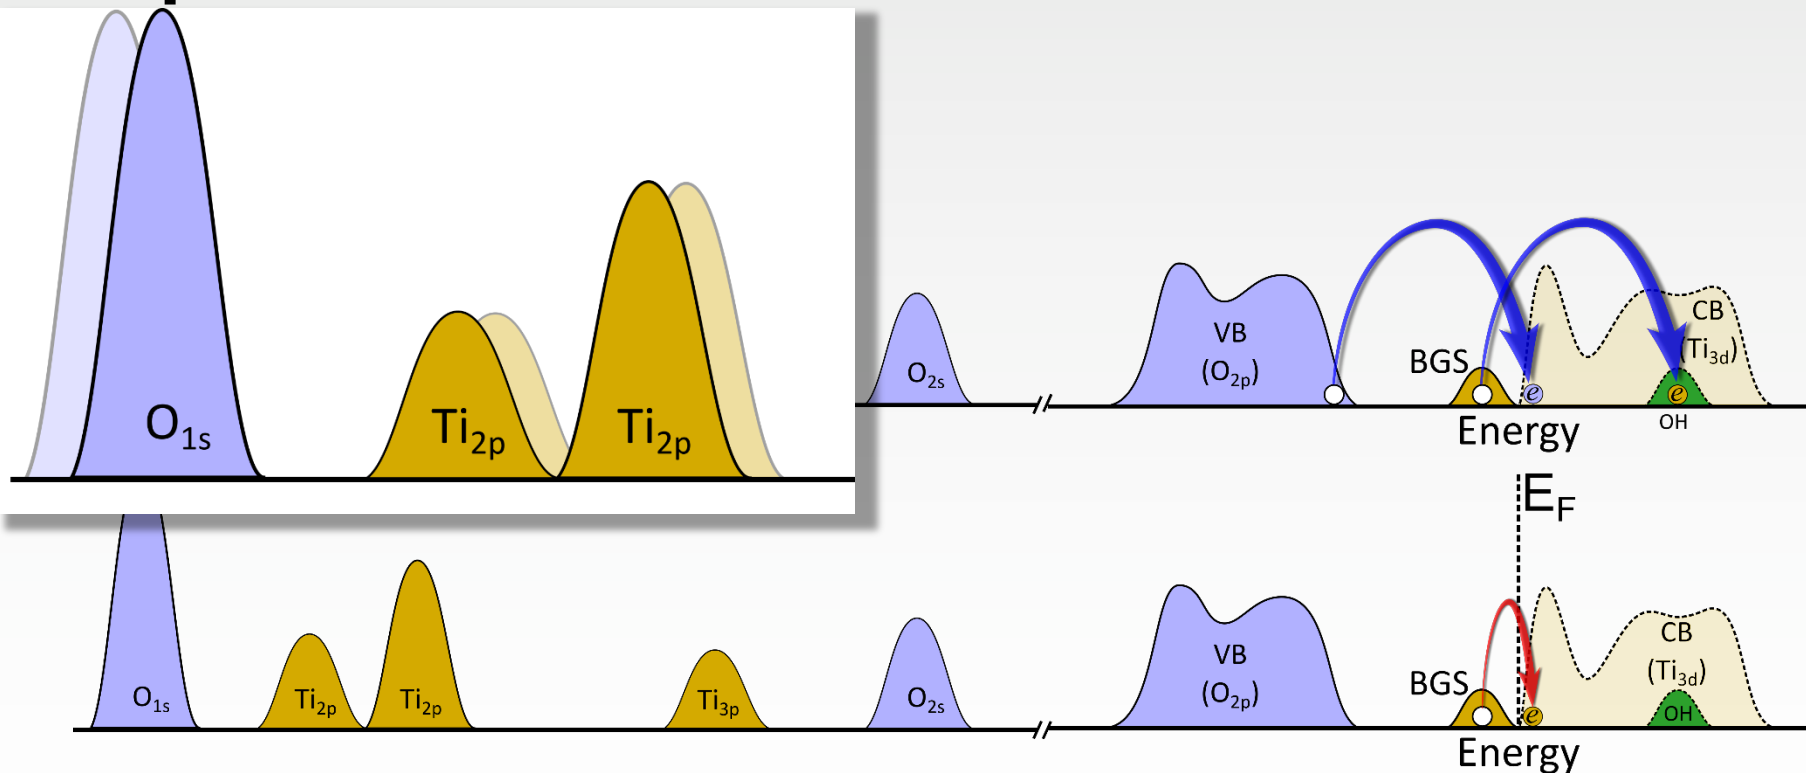 O1s
Ti2p
Ti2p
O2s
VB
(O2p)
BGS
e
CB
(Ti3d)
e
OH
Energy
EF
O1s
Ti2p
Ti2p
Ti3p
O2s
VB
(O2p)
BGS
e
CB
(Ti3d)
OH
Energy